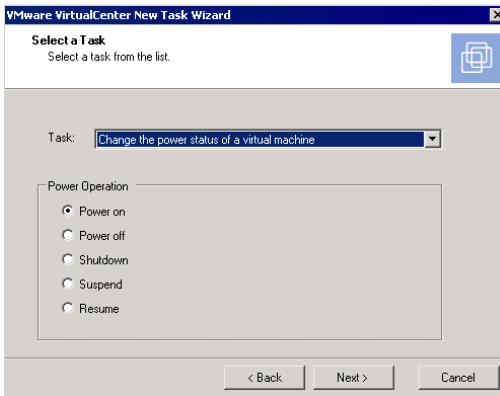 VMware VirtualCenter New Task Wizard
Select a Task
Select a task from the list.
Task: Change the power status of a virtual machine
Power Operation
Power on
Power off
Shutdown
Suspend
Resume
< Back Next > Cancel